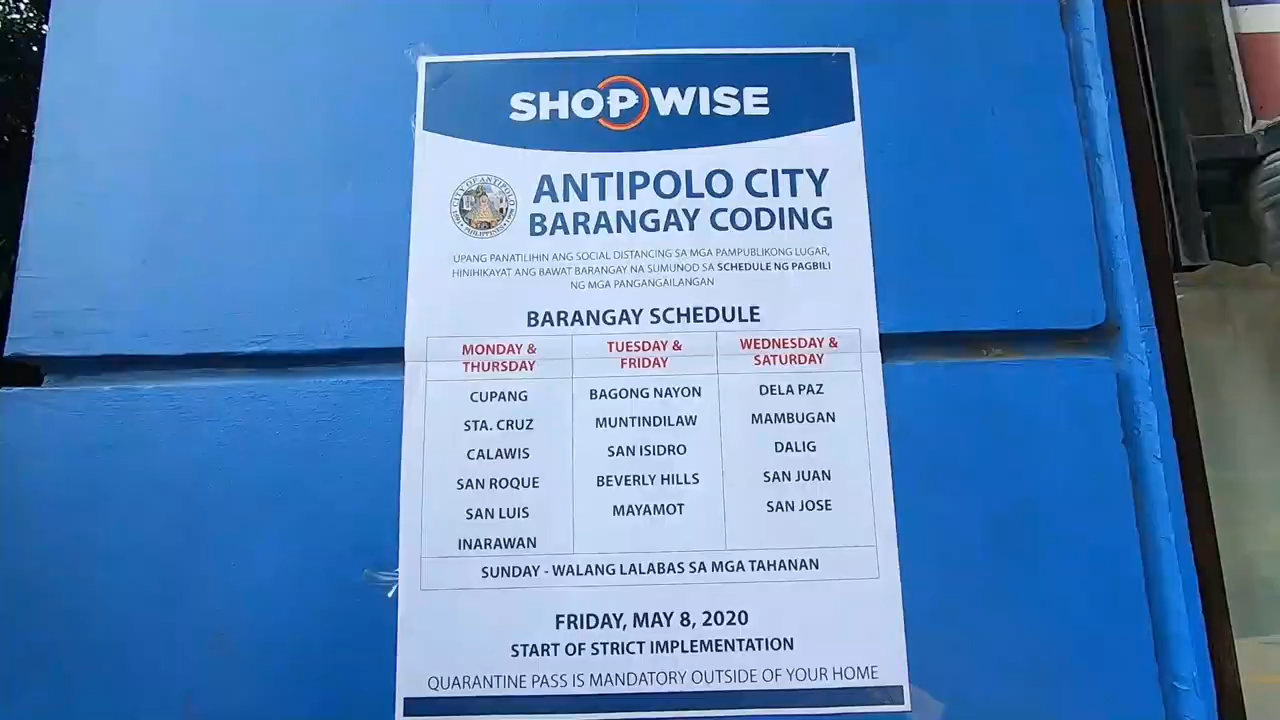 SHOPWISE
CITY OF ANTIPOLO
PHILIPPINES
ANTIPOLO CITY
BARANGAY CODING
UPANG PANATILIHIN ANG SOCIAL DISTANCING SA MGA PAMPUBLIKONG LUGAR,
HINIHIKAYAT ANG BAWAT BARANGAY NA SUMUNOD SA SCHEDULE NG PAGBILI
NG MGA PANGANGAILANGAN
BARANGAY SCHEDULE
MONDAY &
THURSDAY
CUPANG
STA. CRUZ
CALAWIS
SAN ROQUE
SAN LUIS
INARAWAN
TUESDAY &
FRIDAY
BAGONG NAYON
MUNTINDILAW
SAN ISIDRO
BEVERLY HILLS
MAYAMOT
WEDNESDAY &
SATURDAY
DELA PAZ
MAMBUGAN
DALIG
SAN JUAN
SAN JOSE
SUNDAY - WALANG LALABAS SA MGA TAHANAN
FRIDAY, MAY 8, 2020
START OF STRICT IMPLEMENTATION
QUARANTINE PASS IS MANDATORY OUTSIDE OF YOUR HOME